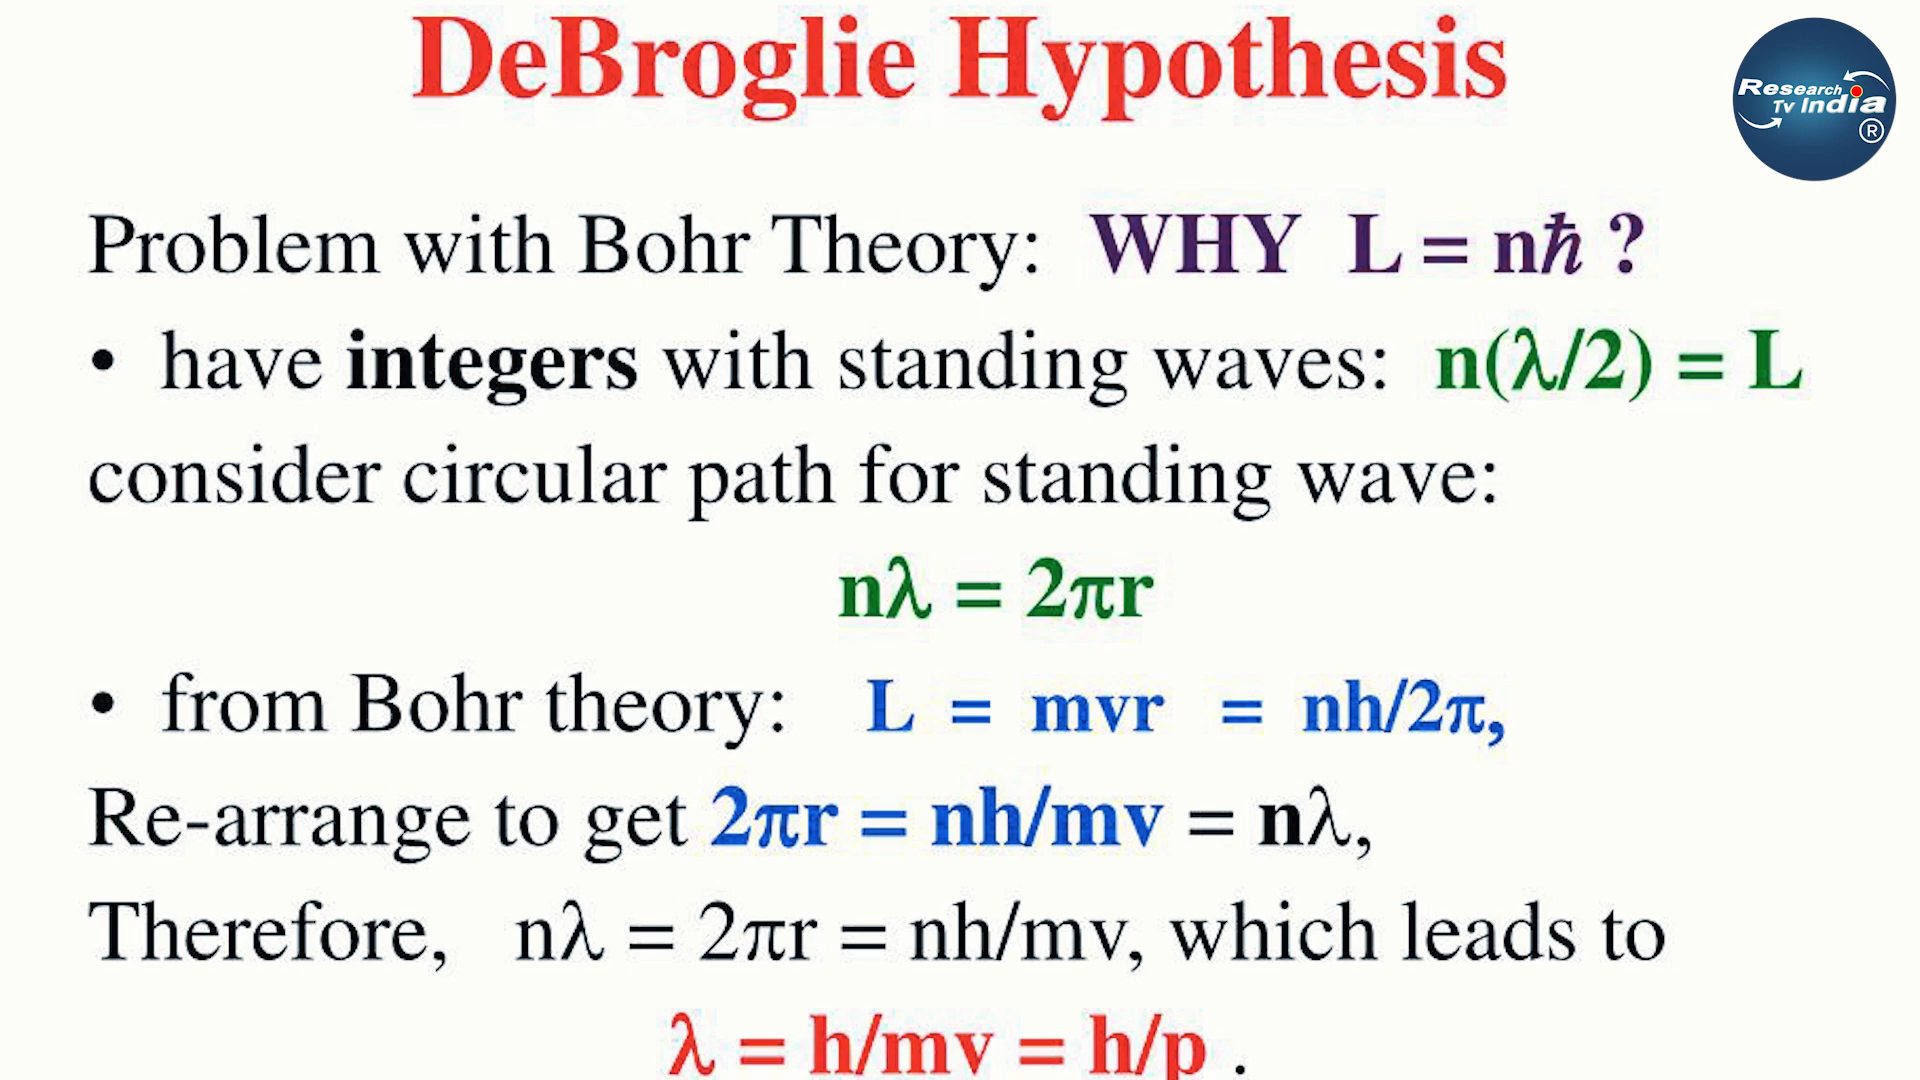 DeBroglie Hypothesis
Research
Tv India
®
Problem with Bohr Theory: WHY L = nℏ ?
• have integers with standing waves: n(λ/2) = L
consider circular path for standing wave:
nλ = 2πr
• from Bohr theory: L = mvr = nh/2π,
Re-arrange to get 2πr = nh/mv = nλ,
Therefore, nλ = 2πr = nh/mv, which leads to
λ = h/mv = h/p .